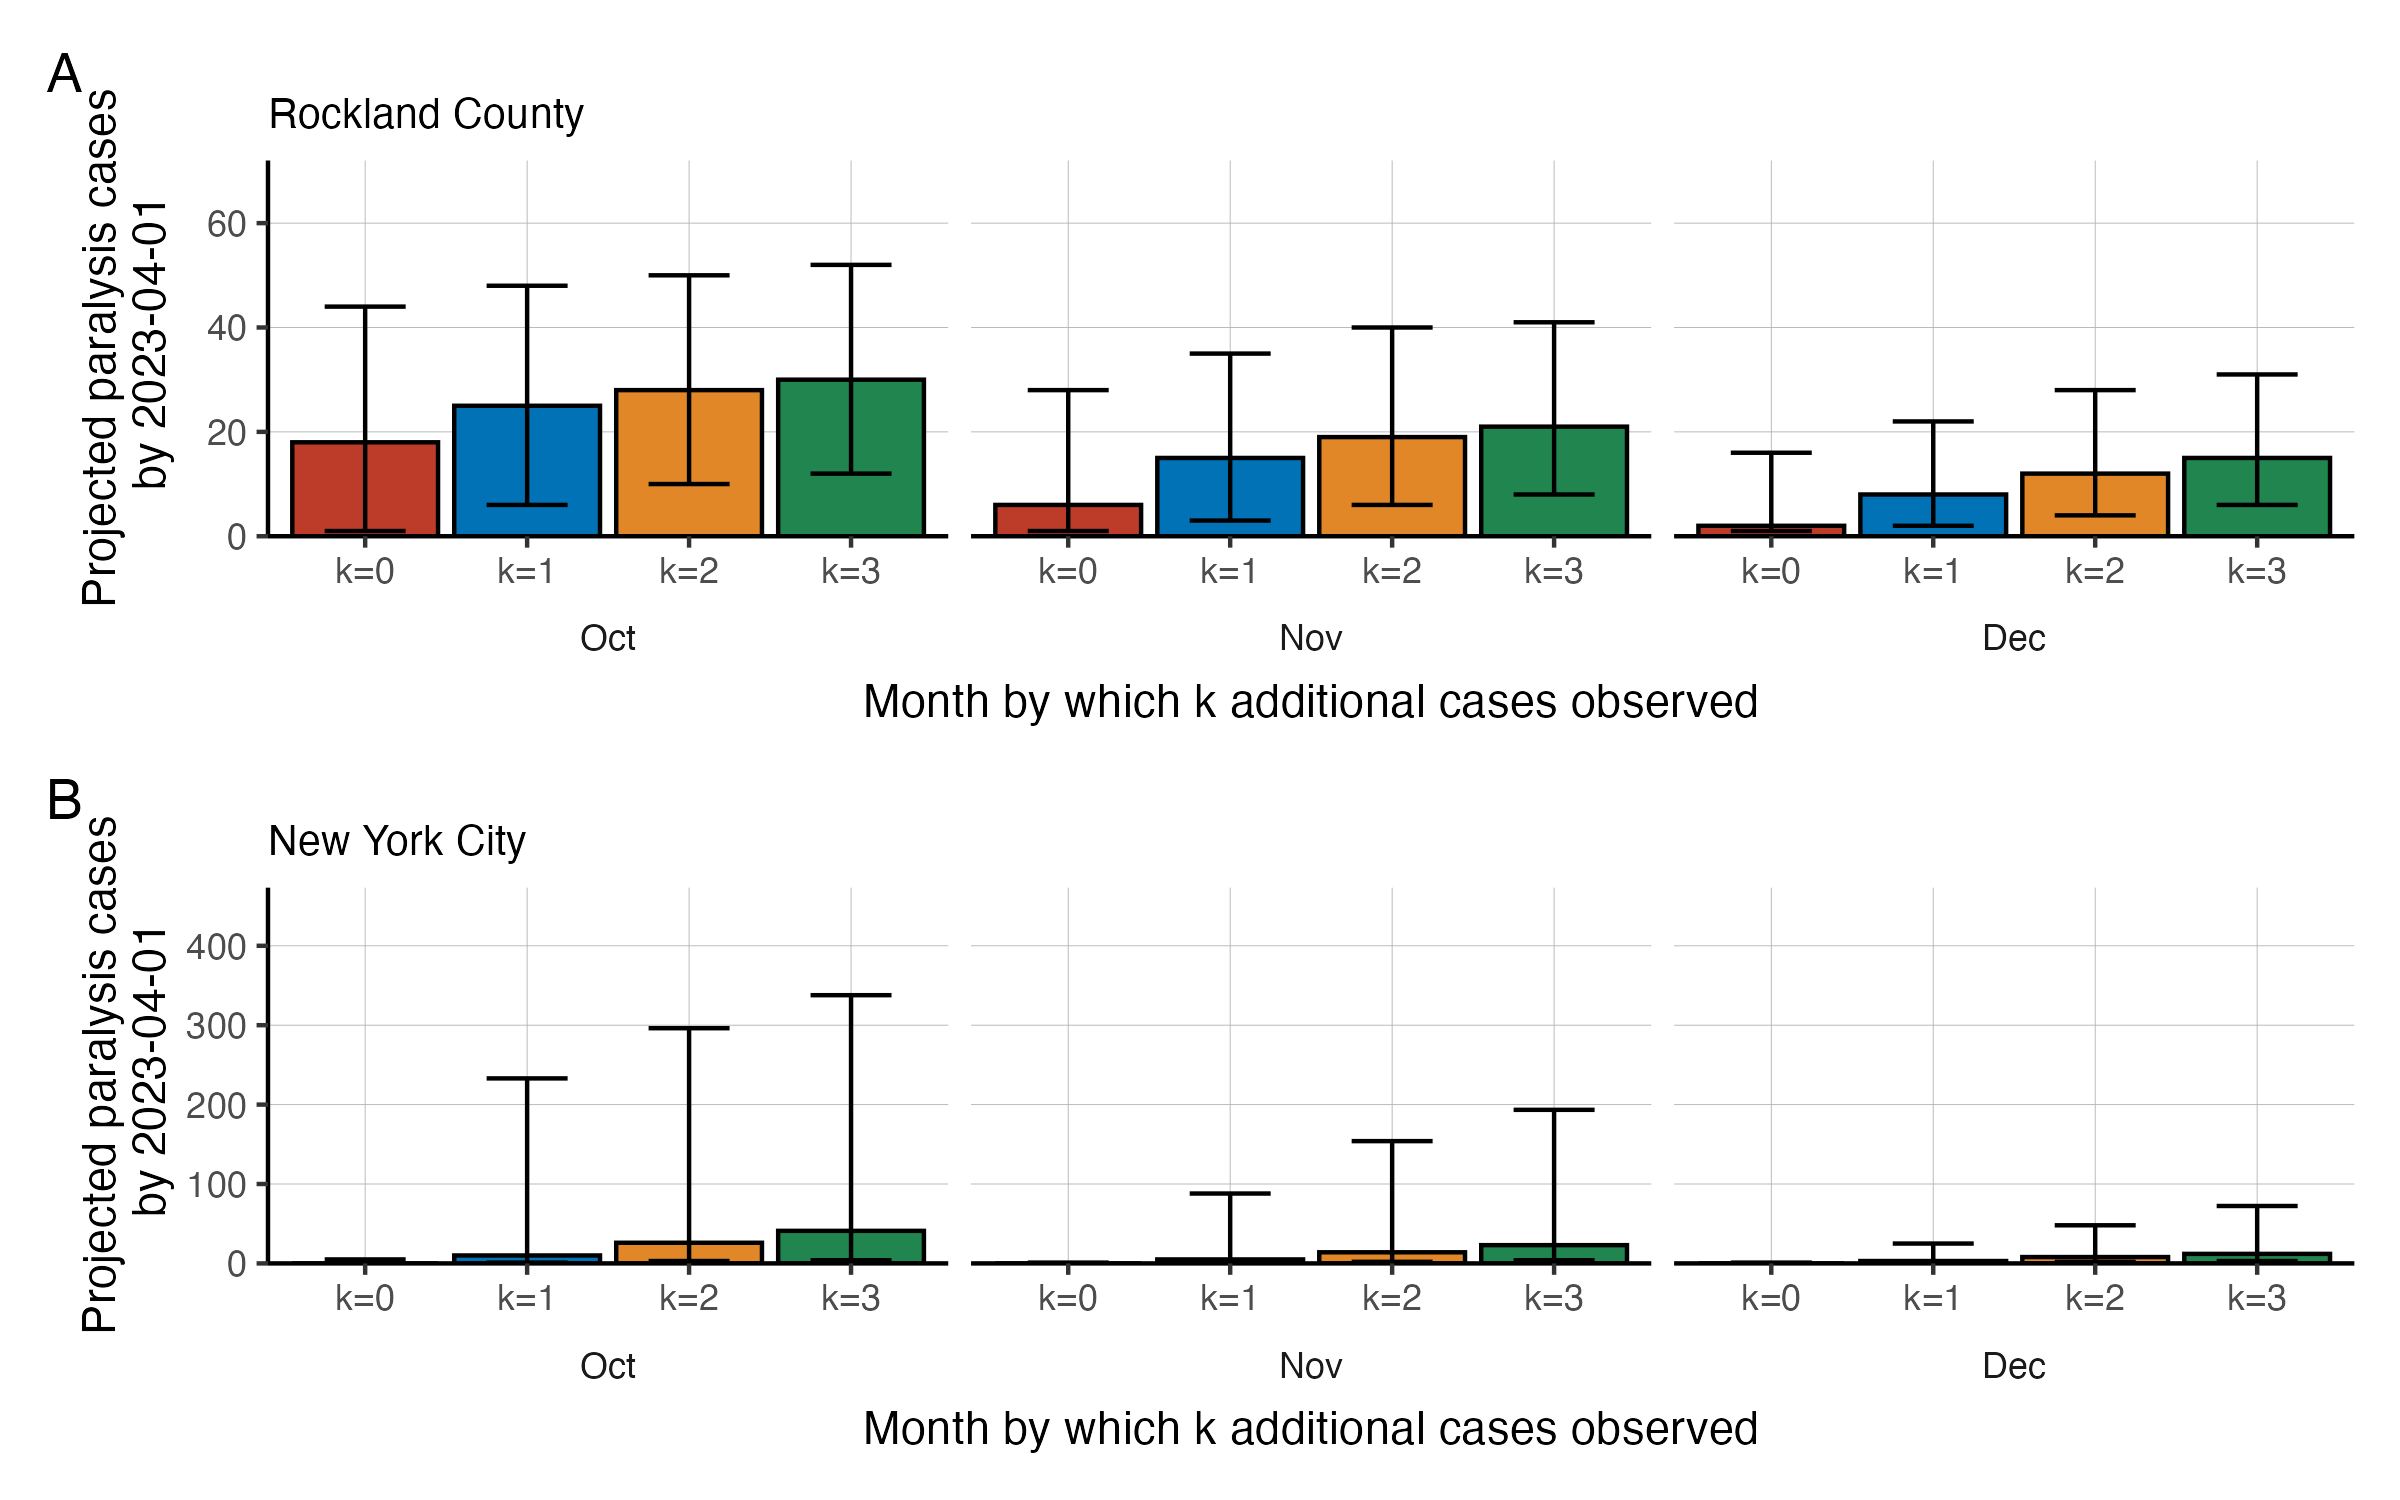 A
Rockland County
Projected paralysis cases
by 2023-04-01
60
40
20
0
k=0 k=1 k=2 k=3 k=0 k=1 k=2 k=3 k=0 k=1 k=2 k=3
Oct Nov Dec
Month by which k additional cases observed
B
New York City
Projected paralysis cases
by 2023-04-01
400
300
200
100
0
k=0 k=1 k=2 k=3 k=0 k=1 k=2 k=3 k=0 k=1 k=2 k=3
Oct Nov Dec
Month by which k additional cases observed